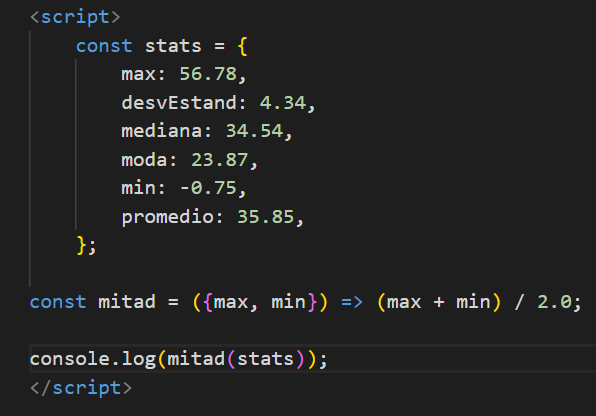 <script>
const stats = {
max: 56.78,
desvEstand: 4.34,
mediana: 34.54,
moda: 23.87,
min: -0.75,
promedio: 35.85,
};
const mitad = ({max, min}) => (max + min) / 2.0;
console.log(mitad(stats));
</script>